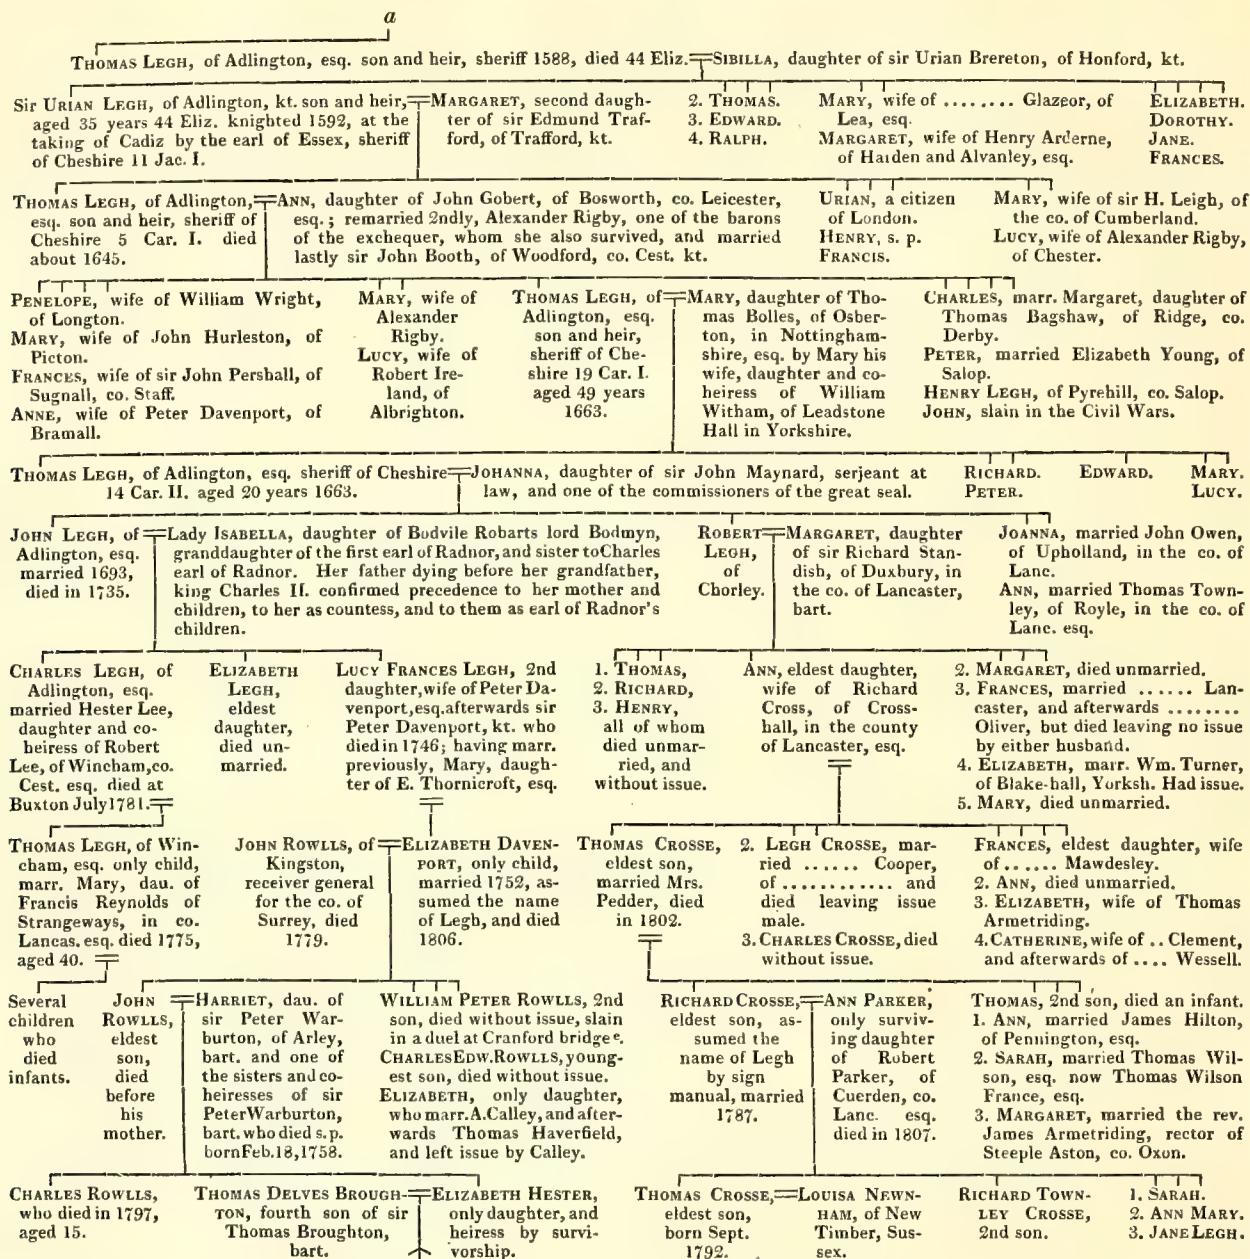 a
THOMAS LEGH, of Adlington, esq. son and heir, sheriff 1588, died 44 Eliz.
SIBILLA, daughter of sir Urian Brereton, of Honford, kt.
Sir URIAN LEGH, of Adlington, kt. son and heir,
aged 35 years 44 Eliz. knighted 1592, at the
taking of Cadiz by the earl of Essex, sheriff
of Cheshire 11 Jac. I.
MARGARET, second daugh-
ter of sir Edmund Traf-
ford, of Trafford, kt.
2. THOMAS.
3. EDWARD.
4. RALPH.
MARY, wife of ........ Glazeor, of
Lea, esq.
MARGARET, wife of Henry Arderne,
of Harden and Alvanley, esq.
ELIZABETH.
DOROTHY.
JANE.
FRANCES.
THOMAS LEGH, of Adlington,
esq. son and heir, sheriff of
Cheshire 5 Car. I. died
about 1645.
ANN, daughter of John Gobert, of Bosworth, co. Leicester,
esq.; remarried 2ndly, Alexander Rigby, one of the barons
of the exchequer, whom she also survived, and married
lastly sir John Booth, of Woodford, co. Cest. kt.
URIAN, a citizen
of London.
HENRY, s. p.
FRANCIS.
MARY, wife of sir H. Leigh, of
the co. of Cumberland.
LUCY, wife of Alexander Rigby,
of Chester.
PENELOPE, wife of William Wright,
of Longton.
MARY, wife of John Hurleston, of
Picton.
FRANCES, wife of sir John Pershall, of
Sugnall, co. Staff.
ANNE, wife of Peter Davenport, of
Bramall.
MARY, wife of
Alexander
Rigby.
LUCY, wife of
Robert Ire-
land, of
Albrighton.
THOMAS LEGH, of
Adlington, esq.
son and heir,
sheriff of Che-
shire 19 Car. I.
aged 49 years
1663.
MARY, daughter of Tho-
mas Bolles, of Osber-
ton, in Nottingham-
shire, esq. by Mary his
wife, daughter and co-
heiress of William
Witham, of Leadstone
Hall in Yorkshire.
CHARLES, marr. Margaret, daughter of
Thomas Bagshaw, of Ridge, co.
Derby.
PETER, married Elizabeth Young, of
Salop.
HENRY LEGH, of Pyrehill, co. Salop.
JOHN, slain in the Civil Wars.
THOMAS LEGH, of Adlington, esq. sheriff of Cheshire
14 Car. II. aged 20 years 1663.
JOHANNA, daughter of sir John Maynard, serjeant at
law, and one of the commissioners of the great seal.
RICHARD.
PETER.
EDWARD.
MARY.
LUCY.
JOHN LEGH, of
Adlington, esq.
married 1693,
died in 1735.
Lady ISABELLA, daughter of Bodvile Robarts lord Bodmyn,
granddaughter of the first earl of Radnor, and sister to Charles
earl of Radnor. Her father dying before her grandfather,
king Charles II. confirmed precedence to her mother and
children, to her as countess, and to them as earl of Radnor's
children.
ROBERT
LEGH,
of
Chorley.
MARGARET, daughter
of sir Richard Stan-
dish, of Duxbury, in
the co. of Lancaster,
bart.
JOANNA, married John Owen,
of Upholland, in the co. of
Lanc.
ANN, married Thomas Town-
ley, of Royle, in the co. of
Lanc. esq.
CHARLES LEGH, of
Adlington, esq.
married Hester Lee,
daughter and co-
heiress of Robert
Lee, of Wincham, co.
Cest. esq. died at
Buxton July 1781.
ELIZABETH
LEGH,
eldest
daughter,
died un-
married.
LUCY FRANCES LEGH, 2nd
daughter, wife of Peter Da-
venport, esq. afterwards sir
Peter Davenport, kt. who
died in 1746; having marr.
previously, Mary, daugh-
ter of E. Thornicroft, esq.
1. THOMAS,
2. RICHARD,
3. HENRY,
all of whom
died unmar-
ried, and
without issue.
ANN, eldest daughter,
wife of Richard
Cross, of Cross-
hall, in the county
of Lancaster, esq.
2. MARGARET, died unmarried.
3. FRANCES, married ...... Lan-
caster, and afterwards ........
Oliver, but died leaving no issue
by either husband.
4. ELIZABETH, marr. Wm. Turner,
of Blake-hall, Yorksh. Had issue.
5. MARY, died unmarried.
THOMAS LEGH, of Win-
cham, esq. only child,
marr. Mary, dau. of
Francis Reynolds of
Strangeways, in co.
Lancas. esq. died 1775,
aged 40.
JOHN ROWLLS, of
Kingston,
receiver general
for the co. of
Surrey, died
1779.
ELIZABETH DAVEN-
PORT, only child,
married 1752, as-
sumed the name
of Legh, and died
1806.
THOMAS CROSSE,
eldest son,
married Mrs.
Pedder, died
in 1802.
2. LEGH CROSSE, mar-
ried ...... Cooper,
of ............ and
died leaving issue
male.
3. CHARLES CROSSE, died
without issue.
FRANCES, eldest daughter, wife
of ...... Mawdesley.
2. ANN, died unmarried.
3. ELIZABETH, wife of Thomas
Armetriding.
4. CATHERINE, wife of .. Clement,
and afterwards of .... Wessell.
Several
children
who
died
infants.
JOHN
ROWLLS,
eldest
son,
died
before
his
mother.
HARRIET, dau. of
sir Peter War-
burton, of Arley,
bart. and one of
the sisters and co-
heiresses of sir
Peter Warburton,
bart. who died s. p.
born Feb. 18, 1758.
WILLIAM PETER ROWLLS, 2nd
son, died without issue, slain
in a duel at Cranford bridge e.
CHARLES EDW. ROWLLS, young-
est son, died without issue.
ELIZABETH, only daughter,
who marr. A. Calley, and after-
wards Thomas Haverfield,
and left issue by Calley.
RICHARD CROSSE,
eldest son, as-
sumed the
name of Legh
by sign
manual, married
1787.
ANN PARKER,
only surviv-
ing daughter
of Robert
Parker, of
Cuerden, co.
Lanc. esq.
died in 1807.
THOMAS, 2nd son, died an infant.
1. ANN, married James Hilton,
of Pennington, esq.
2. SARAH, married Thomas Wil-
son, esq. now Thomas Wilson
France, esq.
3. MARGARET, married the rev.
James Armetriding, rector of
Steeple Aston, co. Oxon.
CHARLES ROWLLS,
who died in 1797,
aged 15.
THOMAS DELVES BROUGH-
TON, fourth son of sir
Thomas Broughton,
bart.
ELIZABETH HESTER,
only daughter, and
heiress by survi-
vorship.
THOMAS CROSSE,
eldest son,
born Sept.
1792.
LOUISA NEWN-
HAM, of New
Timber, Sus-
sex.
RICHARD TOWN-
LEY CROSSE,
2nd son.
1. SARAH.
2. ANN MARY.
3. JANE LEGH.